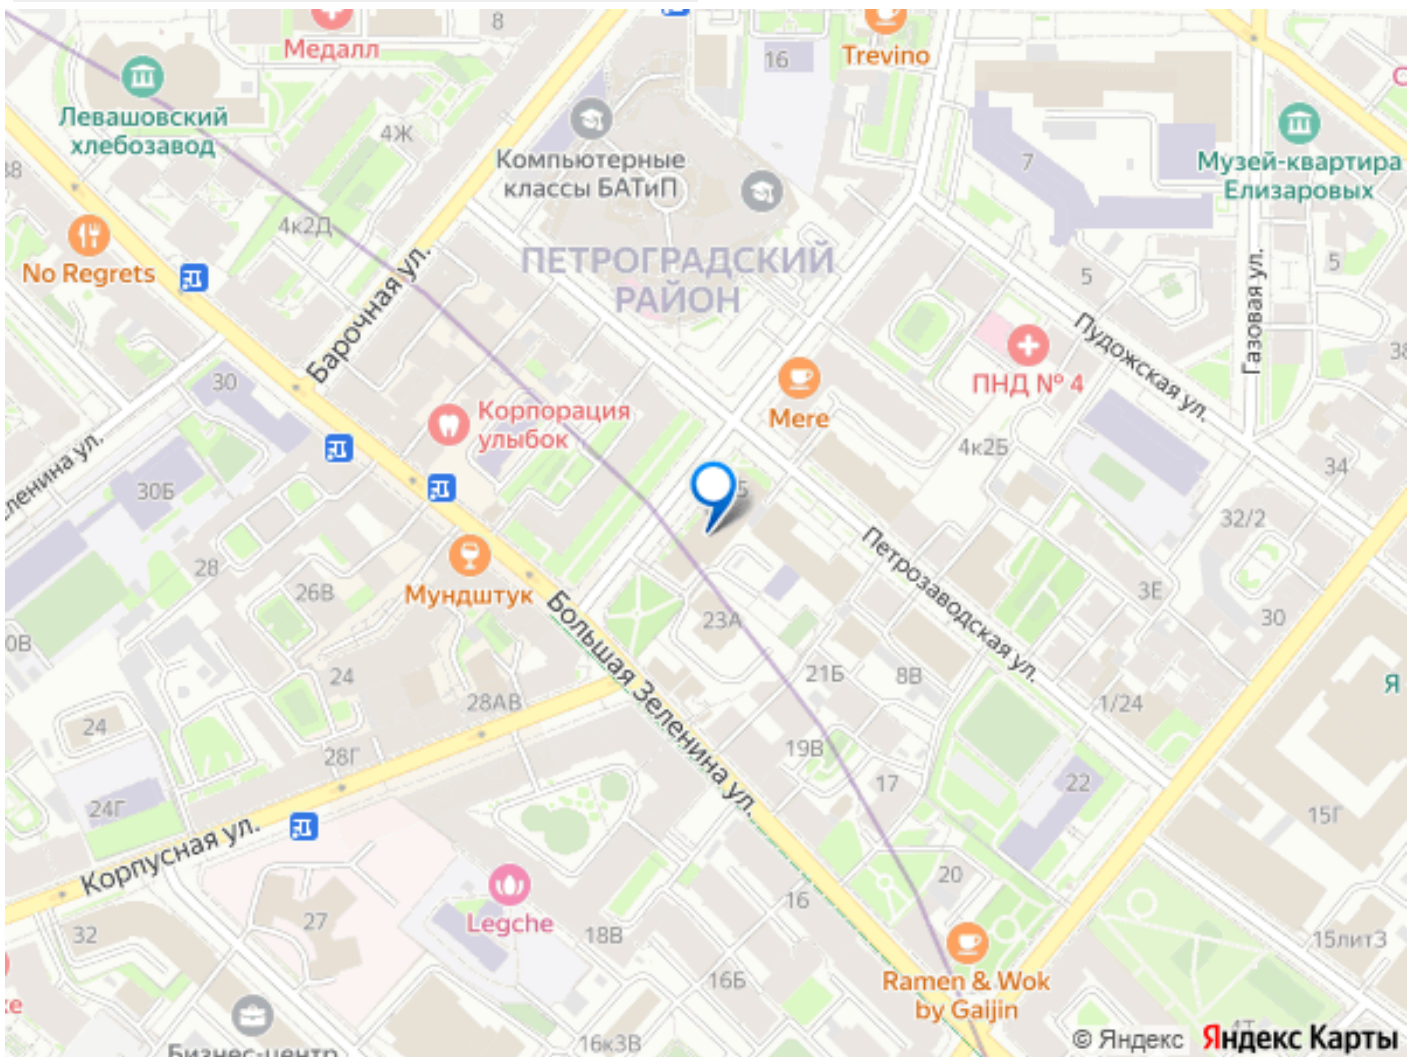 8
Медалл
16
Trevino
Левашовский
хлебозавод
4Ж
Компьютерные
классы БАТиП
7
Музей-квартира
Елизаровых
4к2Д
No Regrets
Барочная ул.
ПЕТРОГРАДСКИЙ
РАЙОН
5
5
Газовая ул.
Пудожская ул.
ПНД № 4
30
Mere
Корпорация
улыбок
4к2Б
34
30Б
32/2
28
26В
Мундштук
Петрозаводская ул.
3Е
30
23А
Большая Зеленина ул.
24
28АВ
21Б
8В
1/24
24
28Г
19В
17
22
24Г
15Г
Корпусная ул.
20
16
27
Legche
32
18В
15лит3
16Б
Ramen & Wok
by Gaijin
16к3В
Бизнес-центр
© Яндекс Яндекс Карты